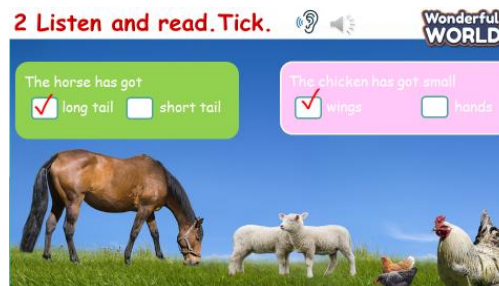 2 Listen and read.Tick.
Wonderful
WORLD
The horse has got
long tail
short tail
The chicken has got small
wings
hands